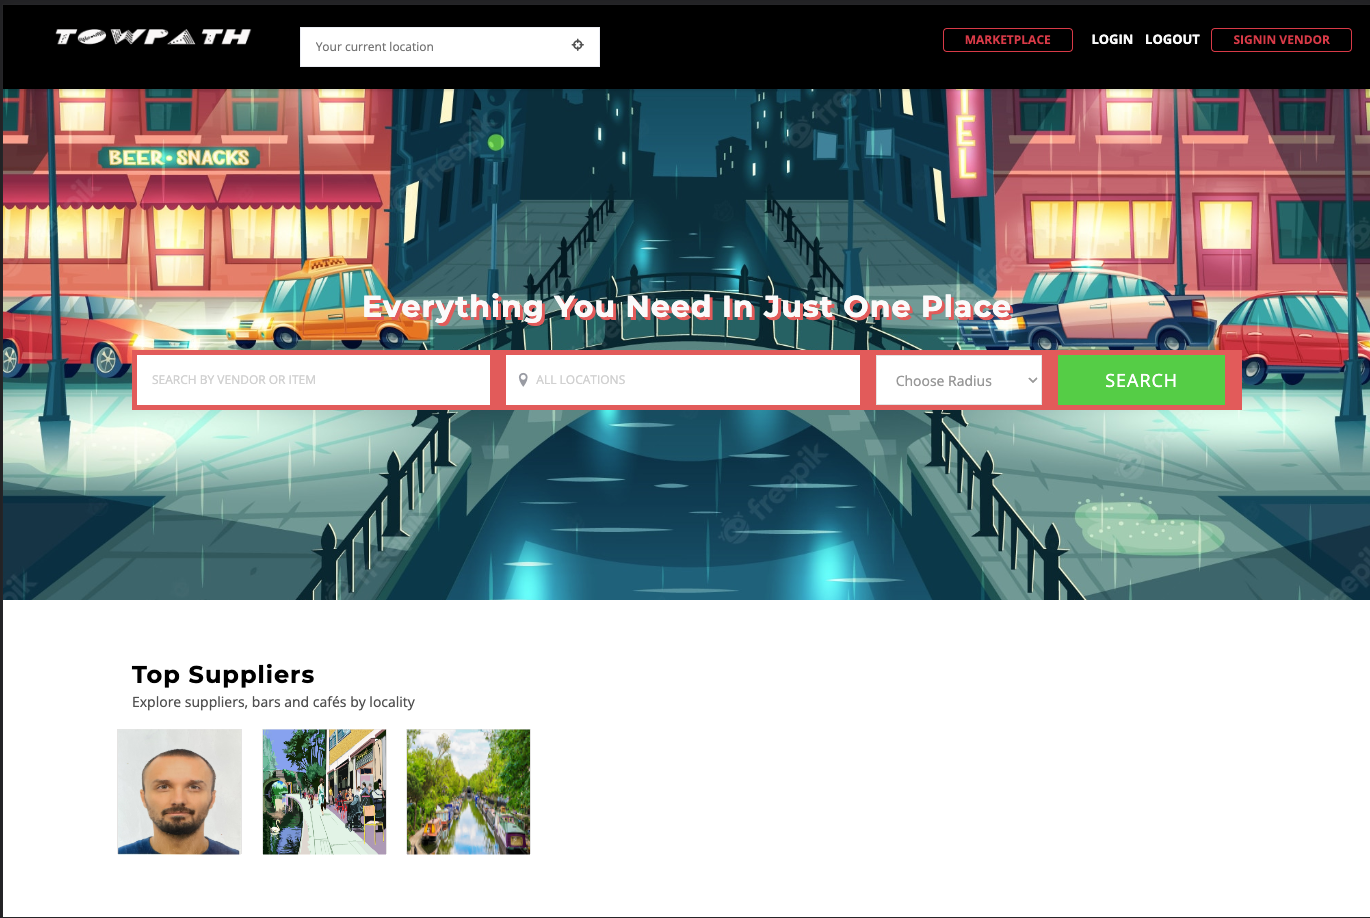 TOWPATH
Your current location
MARKETPLACE
LOGIN
LOGOUT
SIGNIN VENDOR
BEER • SNACKS
TEL
freepik
Everything You Need In Just One Place
SEARCH BY VENDOR OR ITEM
ALL LOCATIONS
Choose Radius
SEARCH
freepik
Top Suppliers
Explore suppliers, bars and cafés by locality